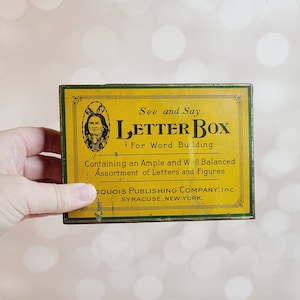 See and Say
LETTER BOX
For Word Building
Containing an Ample and Well Balanced
Assortment of Letters and Figures
QUOIS PUBLISHING COMPANY, INC.
SYRACUSE, NEW YORK.